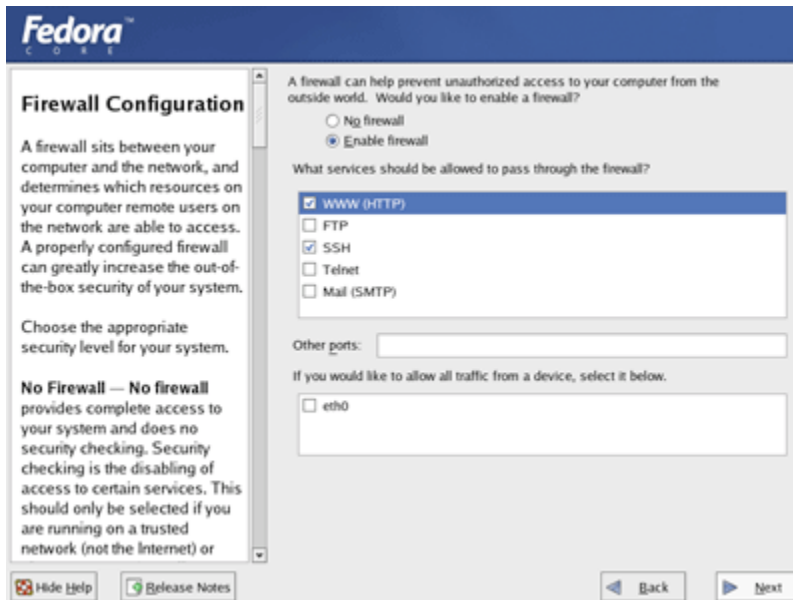 Fedora™
CORE
Firewall Configuration
A firewall sits between your
computer and the network, and
determines which resources on
your computer remote users on
the network are able to access.
A properly configured firewall
can greatly increase the out-of-
the-box security of your system.
Choose the appropriate
security level for your system.
No Firewall — No firewall
provides complete access to
your system and does no
security checking. Security
checking is the disabling of
access to certain services. This
should only be selected if you
are running on a trusted
network (not the Internet) or
A firewall can help prevent unauthorized access to your computer from the
outside world. Would you like to enable a firewall?
No firewall
Enable firewall
What services should be allowed to pass through the firewall?
WWW (HTTP)
FTP
SSH
Telnet
Mail (SMTP)
Other ports:
If you would like to allow all traffic from a device, select it below.
eth0
Hide Help
Release Notes
Back
Next